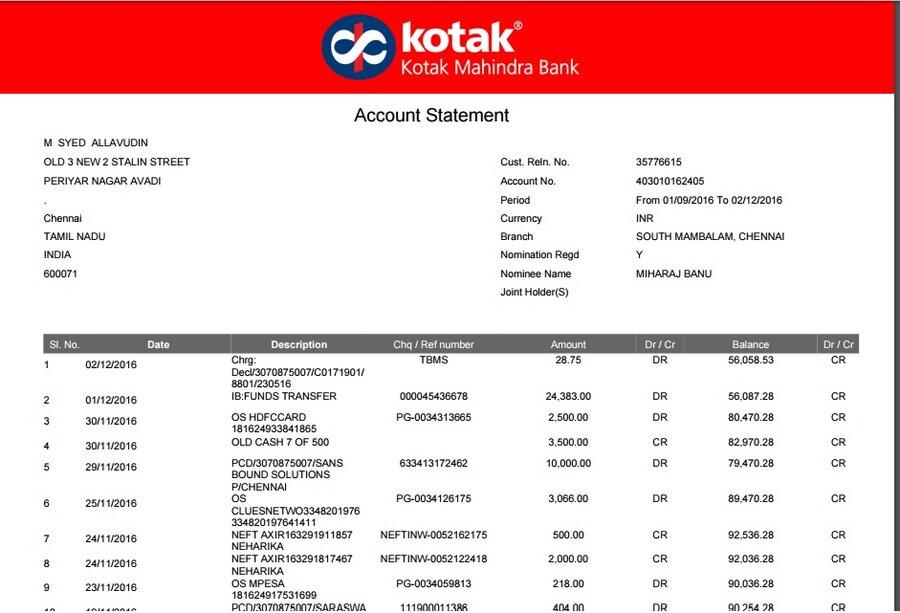 kotak®
Kotak Mahindra Bank
Account Statement
M SYED ALLAVUDIN
OLD 3 NEW 2 STALIN STREET
PERIYAR NAGAR AVADI
.
Chennai
TAMIL NADU
INDIA
600071
Cust. Reln. No. 35776615
Account No. 403010162405
Period From 01/09/2016 To 02/12/2016
Currency INR
Branch SOUTH MAMBALAM, CHENNAI
Nomination Regd Y
Nominee Name MIHARAJ BANU
Joint Holder(S)
Sl. No. Date Description Chq / Ref number Amount Dr / Cr Balance Dr / Cr
1 02/12/2016 Chrg: TBMS 28.75 DR 56,058.53 CR
Decl/3070875007/C0171901/
8801/230516
2 01/12/2016 IB:FUNDS TRANSFER 000045436678 24,383.00 DR 56,087.28 CR
3 30/11/2016 OS HDFCCARD PG-0034313665 2,500.00 DR 80,470.28 CR
181624933841865
4 30/11/2016 OLD CASH 7 OF 500 3,500.00 CR 82,970.28 CR
5 29/11/2016 PCD/3070875007/SANS 633413172462 10,000.00 DR 79,470.28 CR
BOUND SOLUTIONS
P/CHENNAI
6 25/11/2016 OS PG-0034126175 3,066.00 DR 89,470.28 CR
CLUESNETWO3348201976
334820197641411
7 24/11/2016 NEFT AXIR163291911857 NEFTINW-0052162175 500.00 CR 92,536.28 CR
NEHARIKA
8 24/11/2016 NEFT AXIR163291817467 NEFTINW-0052122418 2,000.00 CR 92,036.28 CR
NEHARIKA
9 23/11/2016 OS MPESA PG-0034059813 218.00 DR 90,036.28 CR
181624917531699
PCD/3070875007/SARASWA 111900011386 404.00 DR 90,254.28 CR